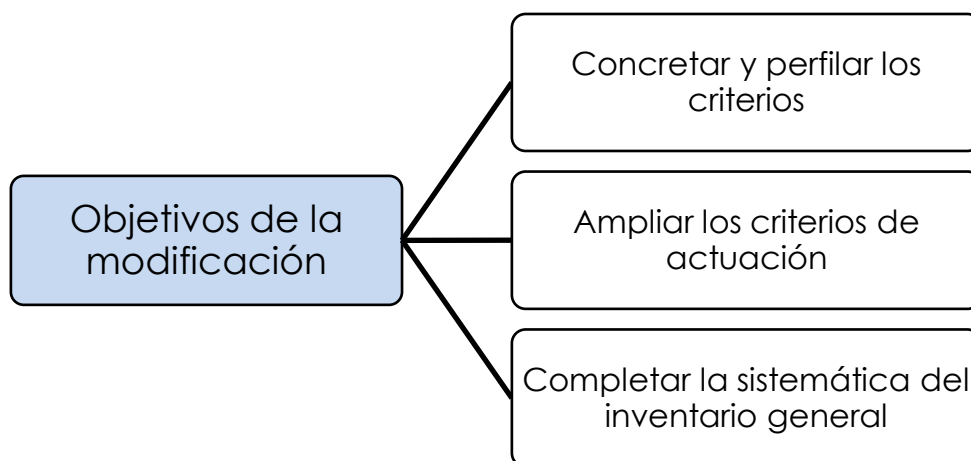 Objetivos de la
modificación
Concretar y perfilar los
criterios
Ampliar los criterios de
actuación
Completar la sistemática del
inventario general